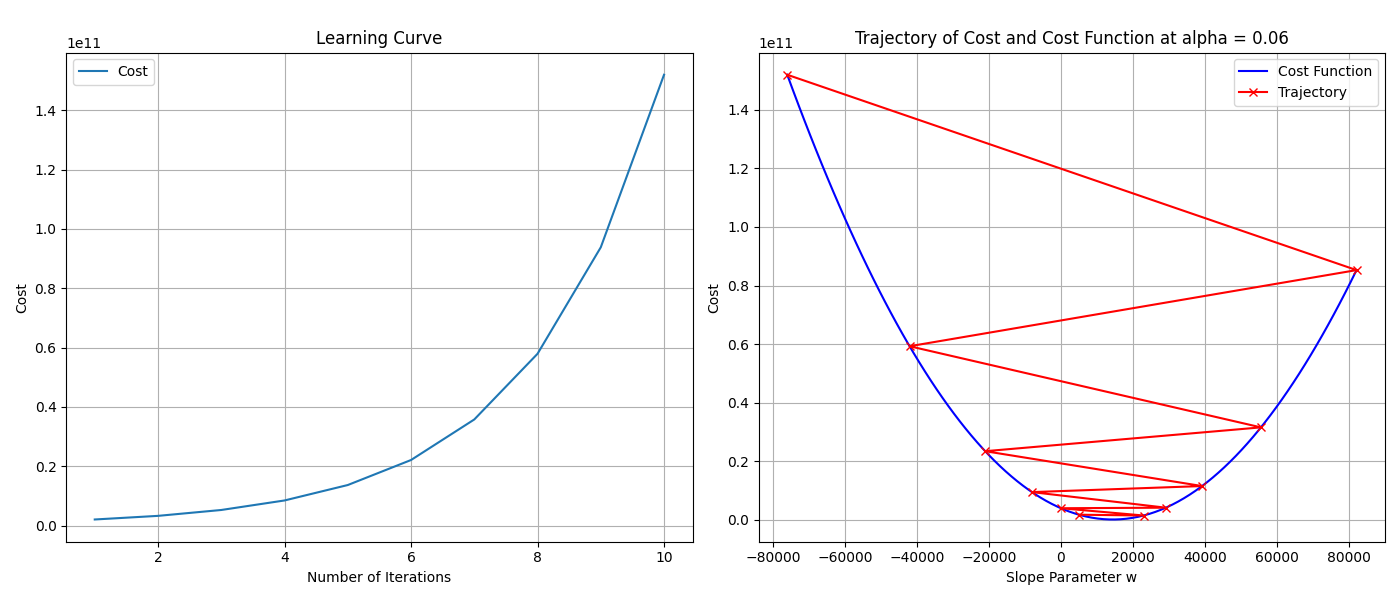 Learning Curve
1e11
Cost
1.4
1.2
1.0
0.8
0.6
0.4
0.2
0.0
Cost
2
4
6
8
10
Number of Iterations
Trajectory of Cost and Cost Function at alpha = 0.06
1e11
Cost Function
Trajectory
1.4
1.2
1.0
0.8
0.6
0.4
0.2
0.0
Cost
−80000
−60000
−40000
−20000
0
20000
40000
60000
80000
Slope Parameter w